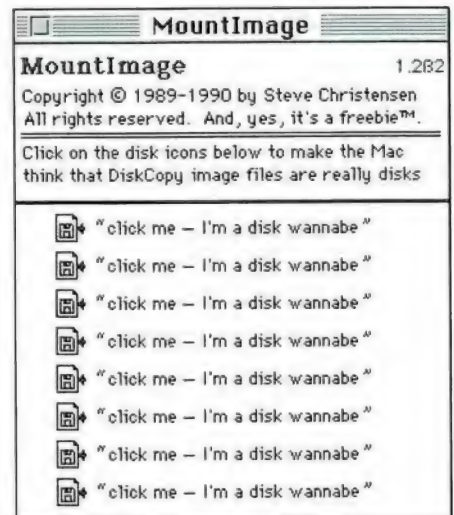 MountImage
MountImage 1.2β2
Copyright © 1989-1990 by Steve Christensen
All rights reserved. And, yes, it's a freebie™.
Click on the disk icons below to make the Mac
think that DiskCopy image files are really disks
“click me – I'm a disk wannabe”
“click me – I'm a disk wannabe”
“click me – I'm a disk wannabe”
“click me – I'm a disk wannabe”
“click me – I'm a disk wannabe”
“click me – I'm a disk wannabe”
“click me – I'm a disk wannabe”
“click me – I'm a disk wannabe”